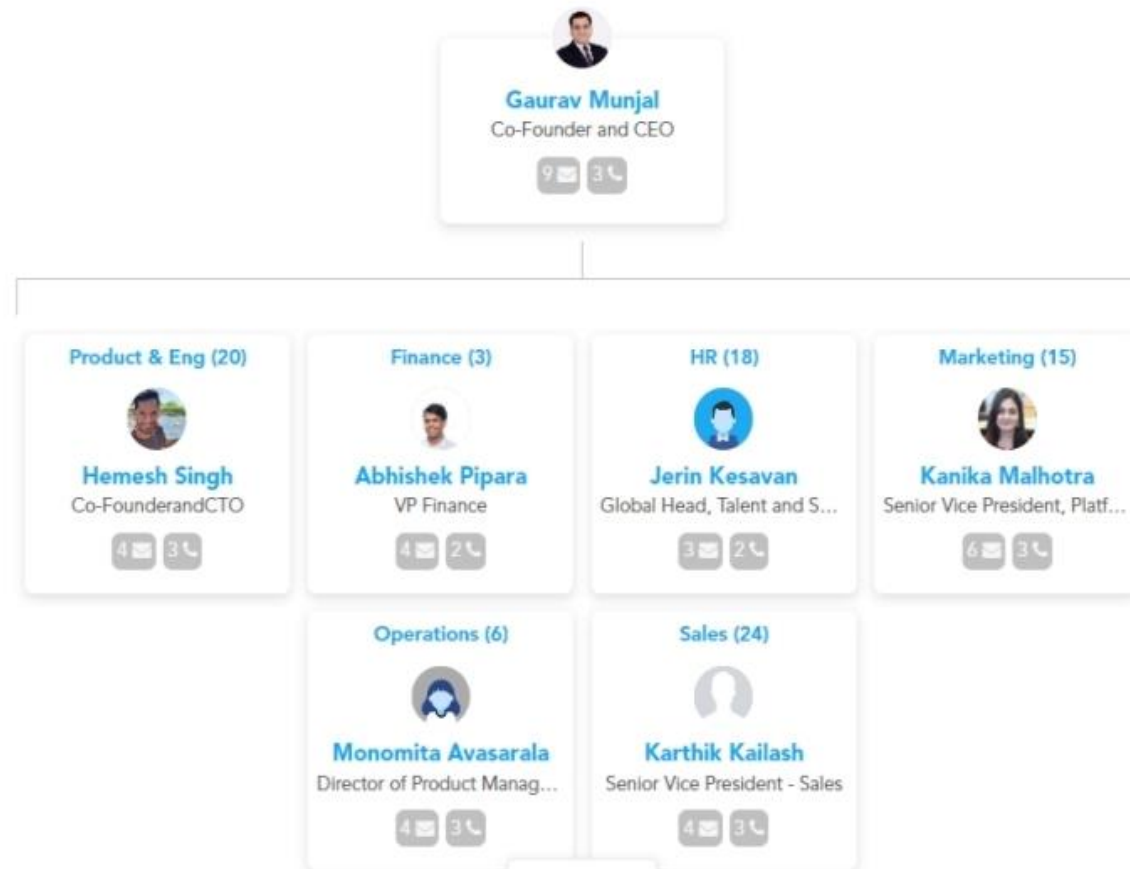 Gaurav Munjal
Co-Founder and CEO
9 3
Product & Eng (20)
Hemesh Singh
Co-FounderandCTO
4 3
Finance (3)
Abhishek Pipara
VP Finance
4 2
HR (18)
Jerin Kesavan
Global Head, Talent and S...
3 2
Marketing (15)
Kanika Malhotra
Senior Vice President, Platf...
6 3
Operations (6)
Monomita Avasarala
Director of Product Manag...
4 3
Sales (24)
Karthik Kailash
Senior Vice President - Sales
4 3